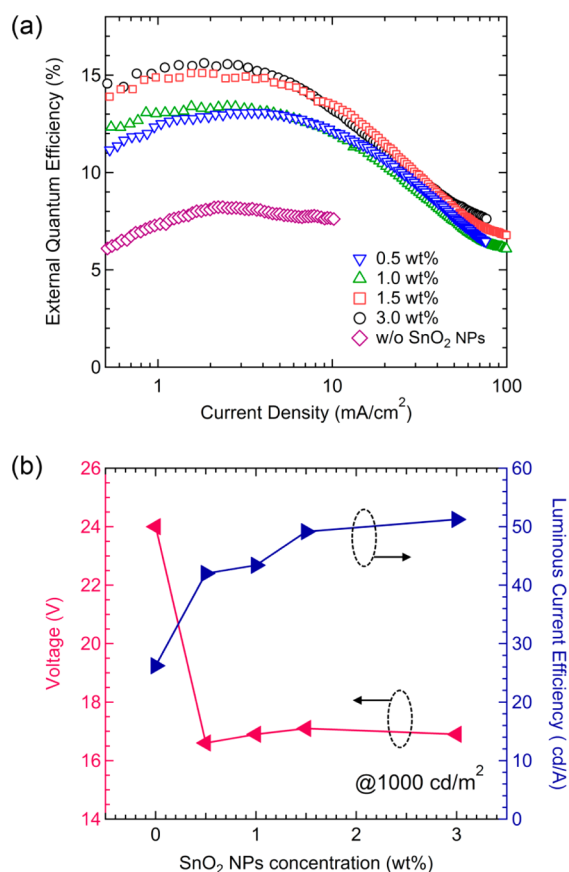 (a)
External Quantum Efficiency (%)
15
10
5
0
0.5 wt%
1.0 wt%
1.5 wt%
3.0 wt%
w/o SnO₂ NPs
1
10
100
Current Density (mA/cm²)
(b)
Voltage (V)
26
24
22
20
18
16
14
60
50
40
30
20
10
0
Luminous Current
Efficiency ( cd/A)
@1000 cd/m²
0
1
2
3
SnO₂ NPs concentration (wt%)